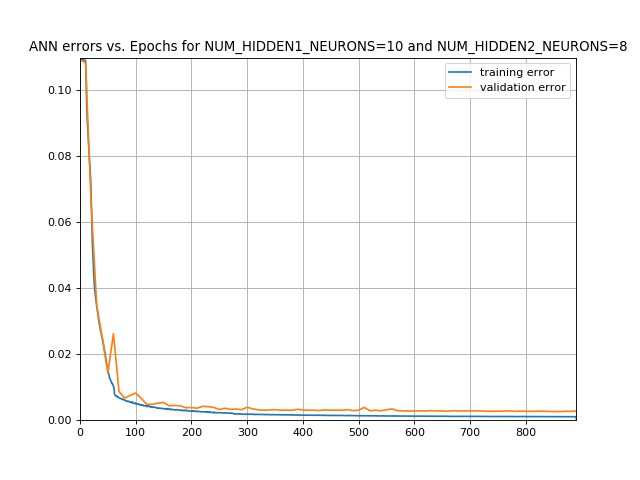 ANN errors vs. Epochs for NUM_HIDDEN1_NEURONS=10 and NUM_HIDDEN2_NEURONS=8
training error
validation error
0.10
0.08
0.06
0.04
0.02
0.00
0 100 200 300 400 500 600 700 800